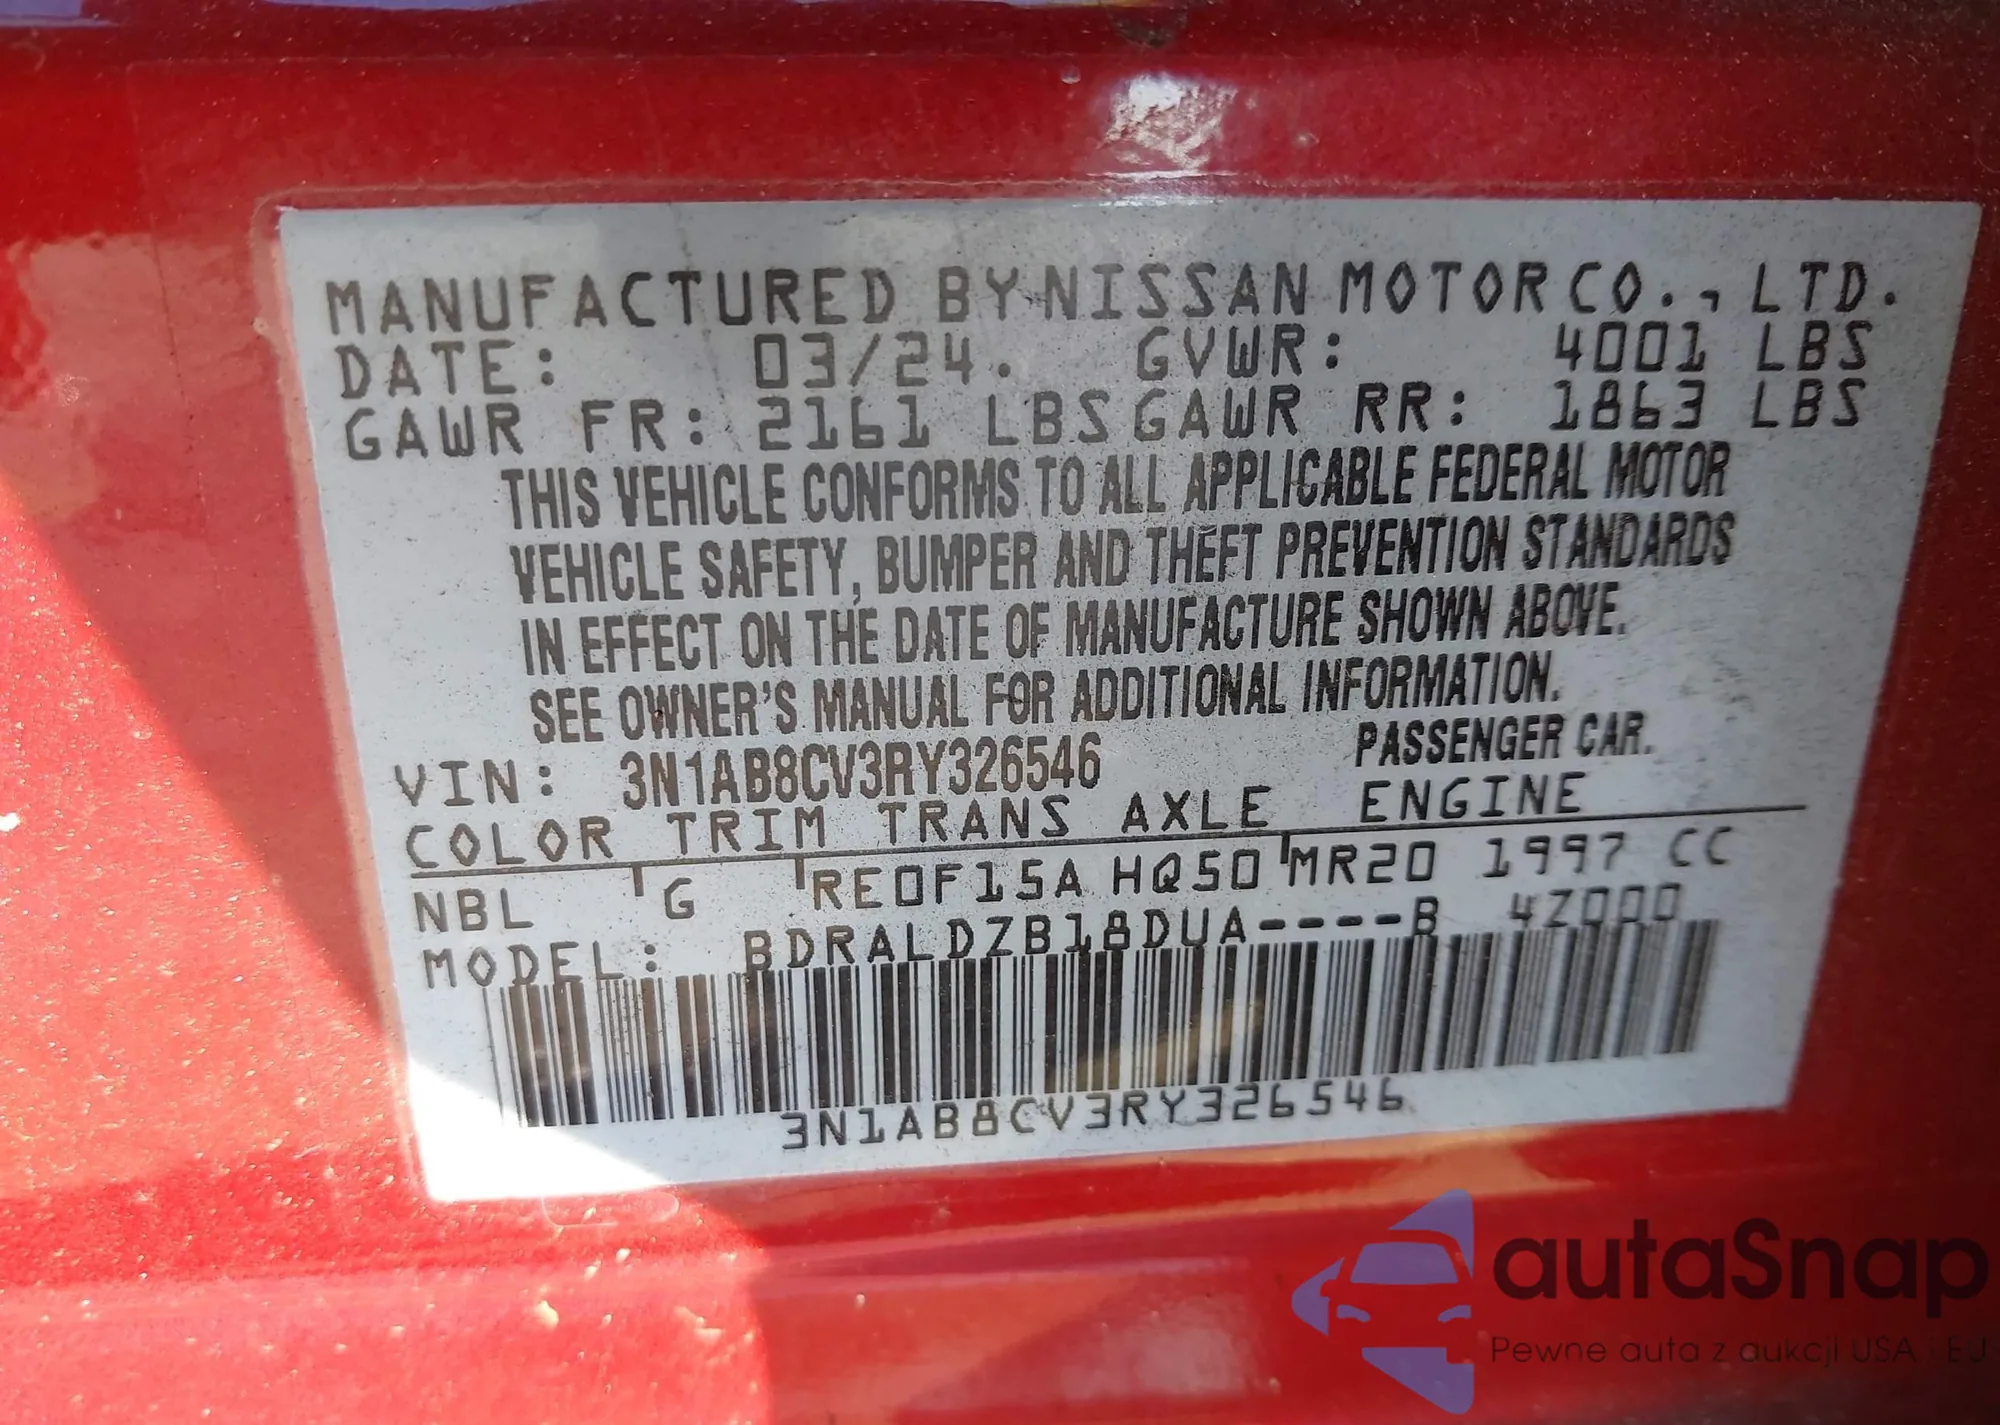 MANUFACTURED BY NISSAN MOTOR CO., LTD.
DATE: 03/24. GVWR: 4001 LBS
GAWR FR: 2161 LBS GAWR RR: 1863 LBS
THIS VEHICLE CONFORMS TO ALL APPLICABLE FEDERAL MOTOR
VEHICLE SAFETY, BUMPER AND THEFT PREVENTION STANDARDS
IN EFFECT ON THE DATE OF MANUFACTURE SHOWN ABOVE.
SEE OWNER'S MANUAL FOR ADDITIONAL INFORMATION.
VIN: 3N1AB8CV3RY326546 PASSENGER CAR.
COLOR TRIM TRANS AXLE ENGINE
NBL G RE0F15A HQ50 MR20 1997 CC
MODEL: BDRALDZB18DUA----B 4Z000
3N1AB8CV3RY326546
autaSnap
Pewne auta z aukcji USA i EU